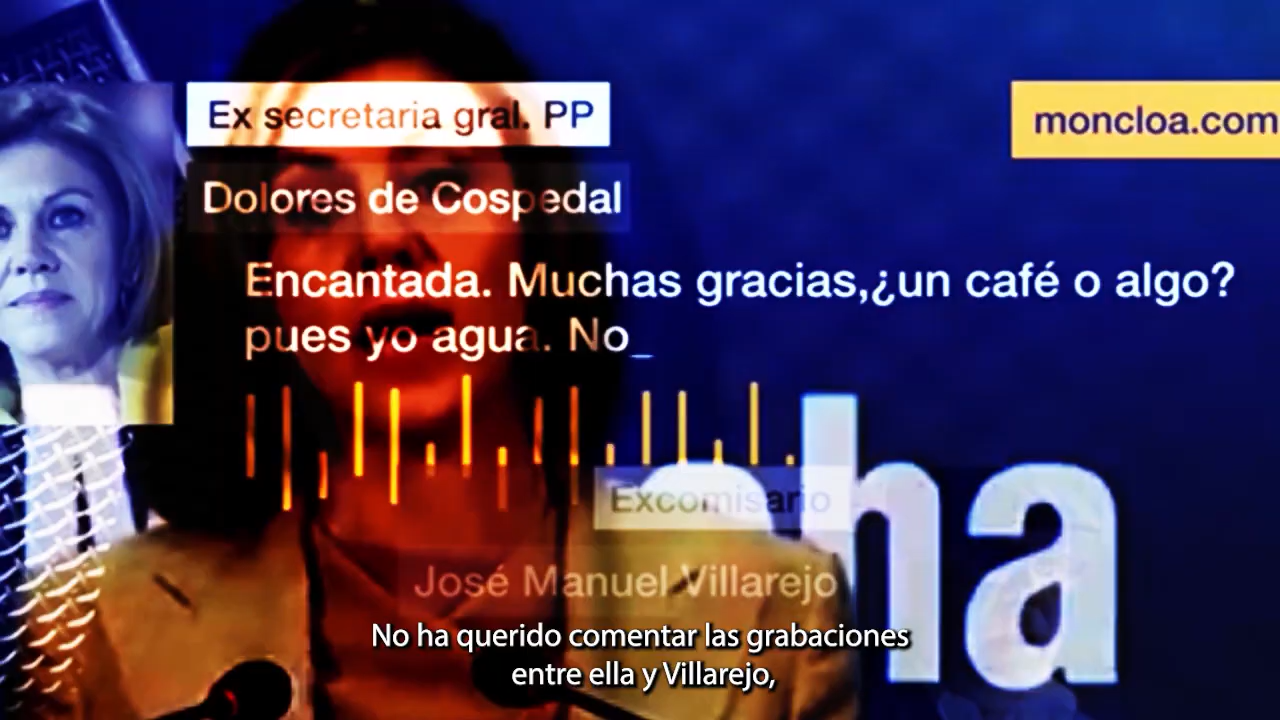 Ex secretaria gral. PP
moncloa.com
Dolores de Cospedal
Encantada. Muchas gracias,¿un café o algo?
pues yo agua. No_
ha
Excomisario
José Manuel Villarejo
No ha querido comentar las grabaciones
entre ella y Villarejo,